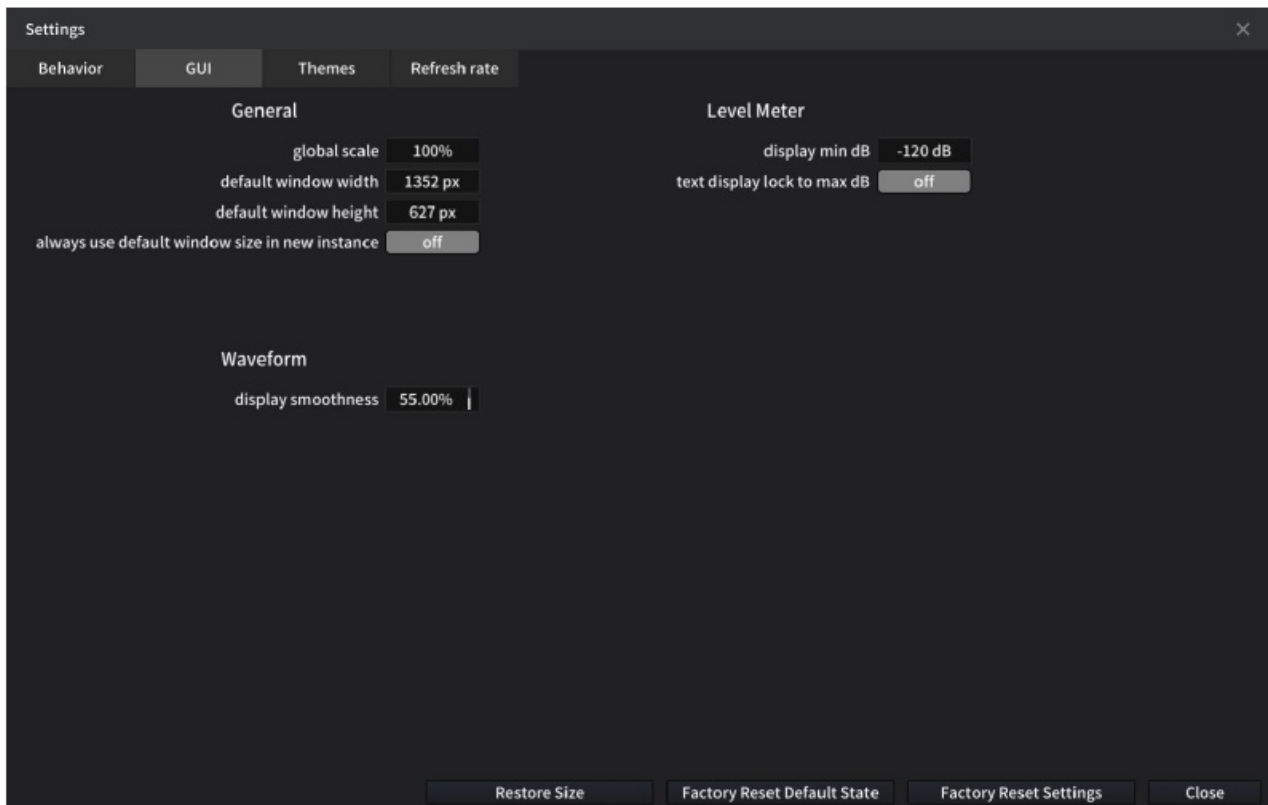 Settings
Behavior GUI Themes Refresh rate
General
global scale 100%
default window width 1352 px
default window height 627 px
always use default window size in new instance off
Waveform
display smoothness 55.00%
Level Meter
display min dB -120 dB
text display lock to max dB off
Restore Size Factory Reset Default State Factory Reset Settings Close